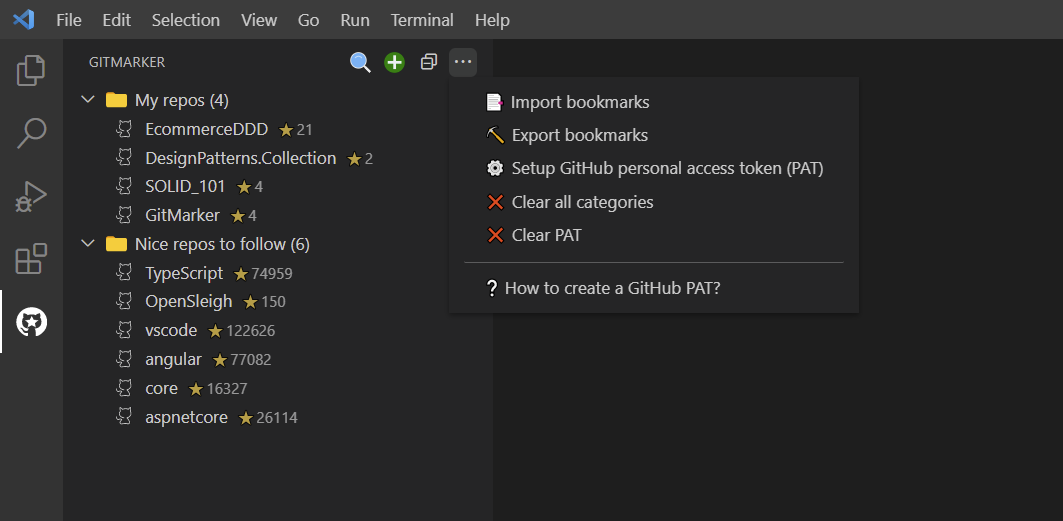 File Edit Selection View Go Run Terminal Help
GITMARKER
My repos (4)
EcommerceDDD 21
DesignPatterns.Collection 2
SOLID_101 4
GitMarker 4
Nice repos to follow (6)
TypeScript 74959
OpenSleigh 150
vscode 122626
angular 77082
core 16327
aspnetcore 26114
Import bookmarks
Export bookmarks
Setup GitHub personal access token (PAT)
Clear all categories
Clear PAT
How to create a GitHub PAT?